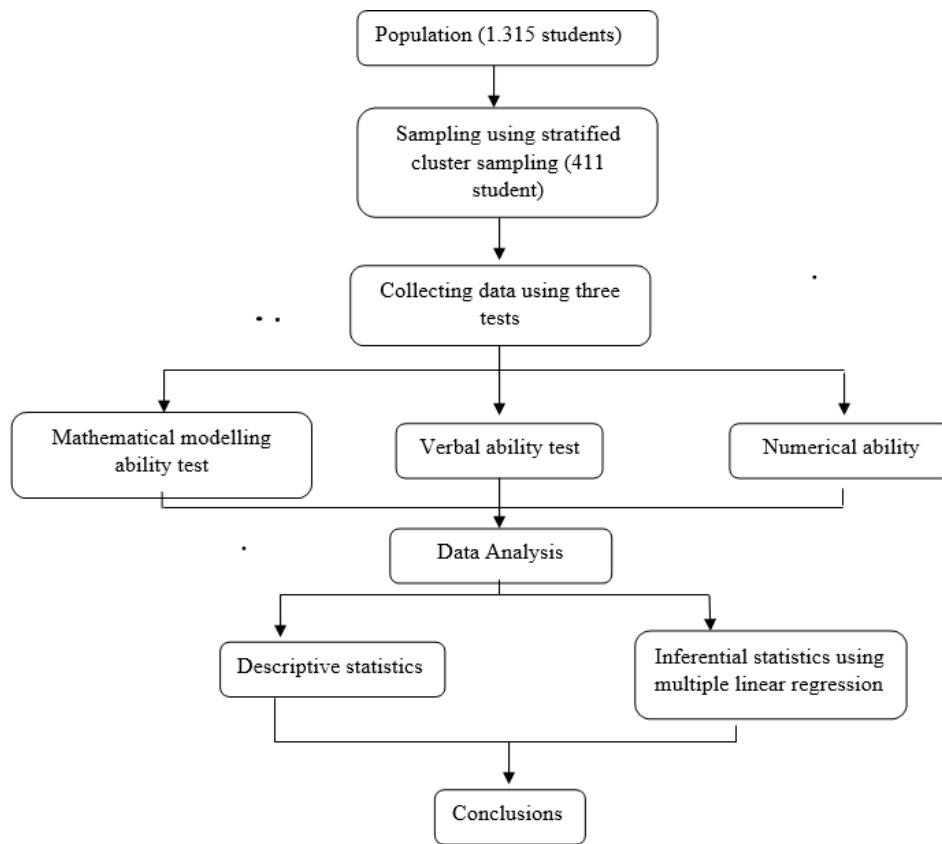 Population (1.315 students)
Sampling using stratified
cluster sampling (411
student)
Collecting data using three
tests
Mathematical modelling
ability test
Verbal ability test
Numerical ability
Data Analysis
Descriptive statistics
Inferential statistics using
multiple linear regression
Conclusions